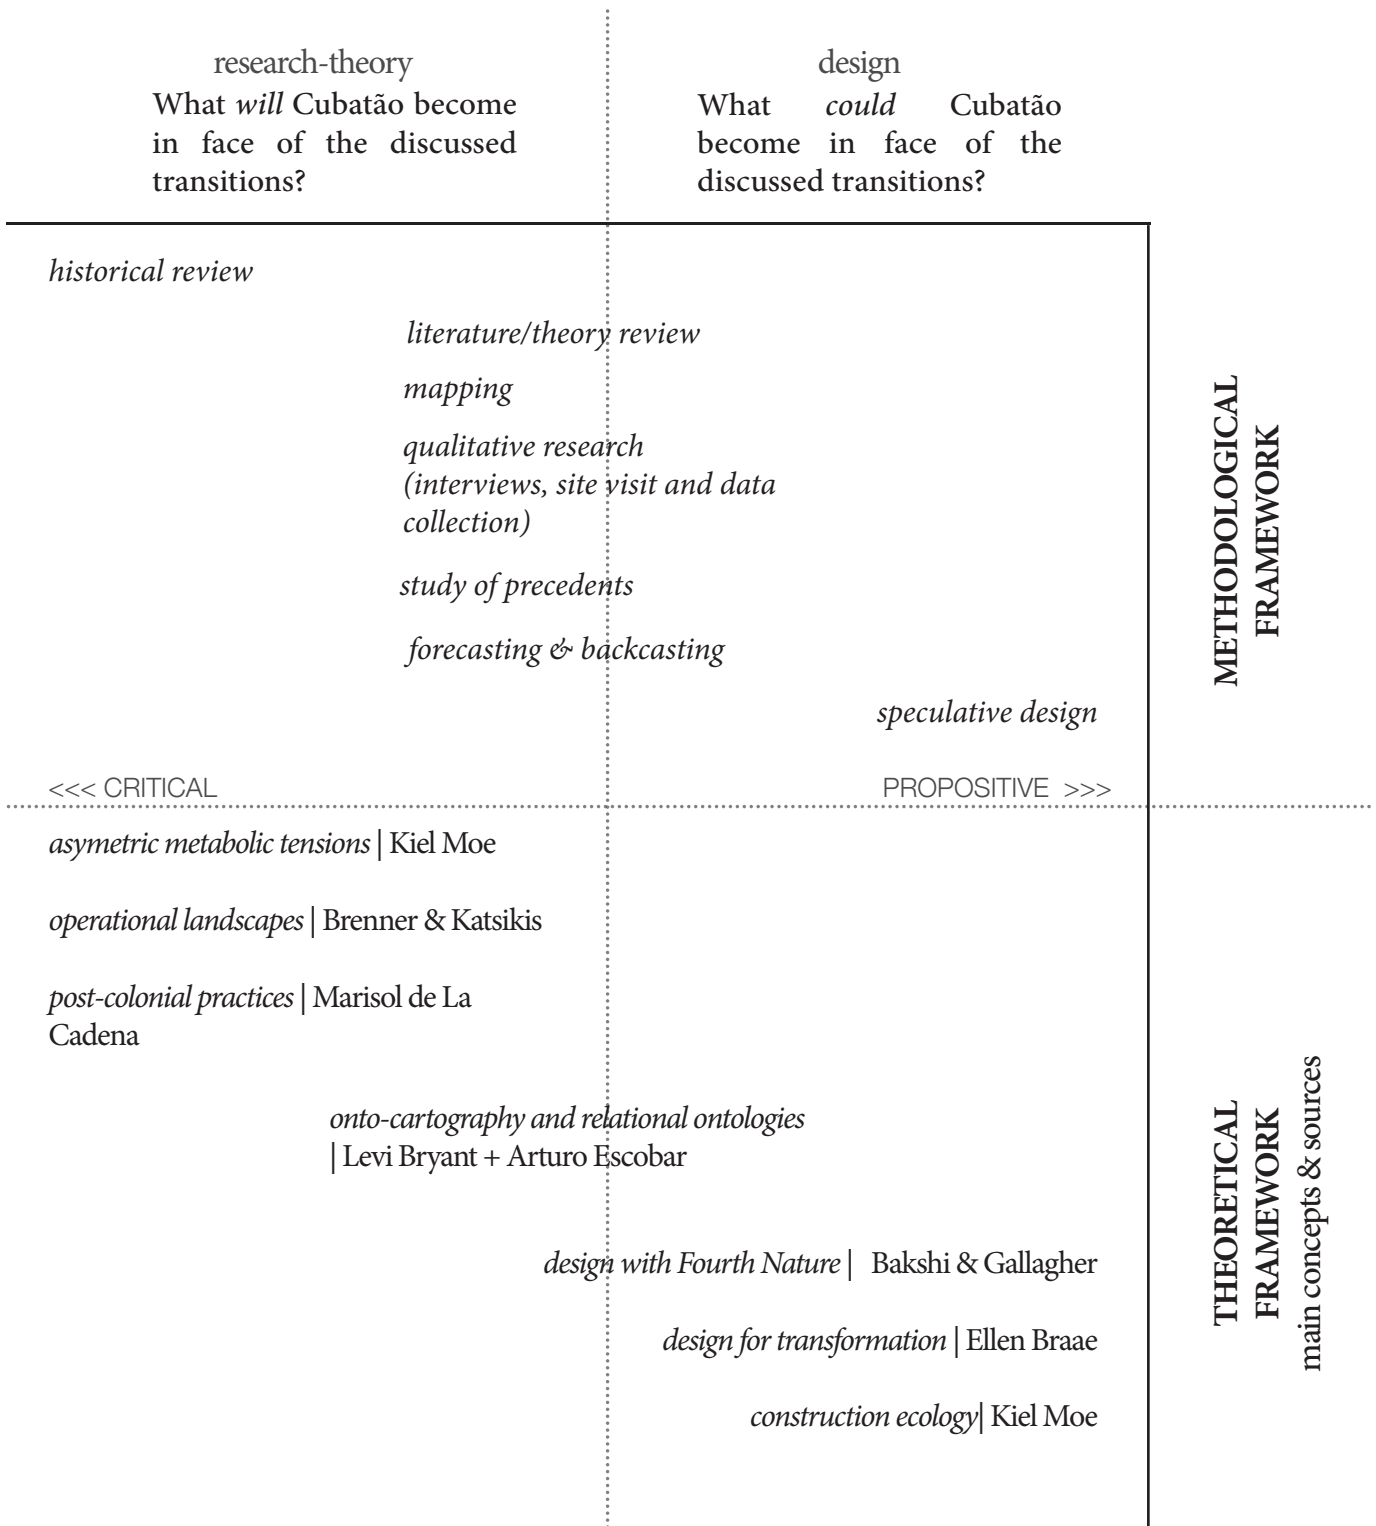 research-theory
What will Cubatão become
in face of the discussed
transitions?
design
What could Cubatão
become in face of the
discussed transitions?
historical review
literature/theory review
mapping
qualitative research
(interviews, site visit and data
collection)
study of precedents
forecasting & backcasting
speculative design
METHODOLOGICAL
FRAMEWORK
<<< CRITICAL
PROPOSITIVE >>>
asymetric metabolic tensions | Kiel Moe
operational landscapes | Brenner & Katsikis
post-colonial practices | Marisol de La
Cadena
onto-cartography and relational ontologies
| Levi Bryant + Arturo Escobar
design with Fourth Nature | Bakshi & Gallagher
design for transformation | Ellen Braae
construction ecology| Kiel Moe
THEORETICAL
FRAMEWORK
main concepts & sources